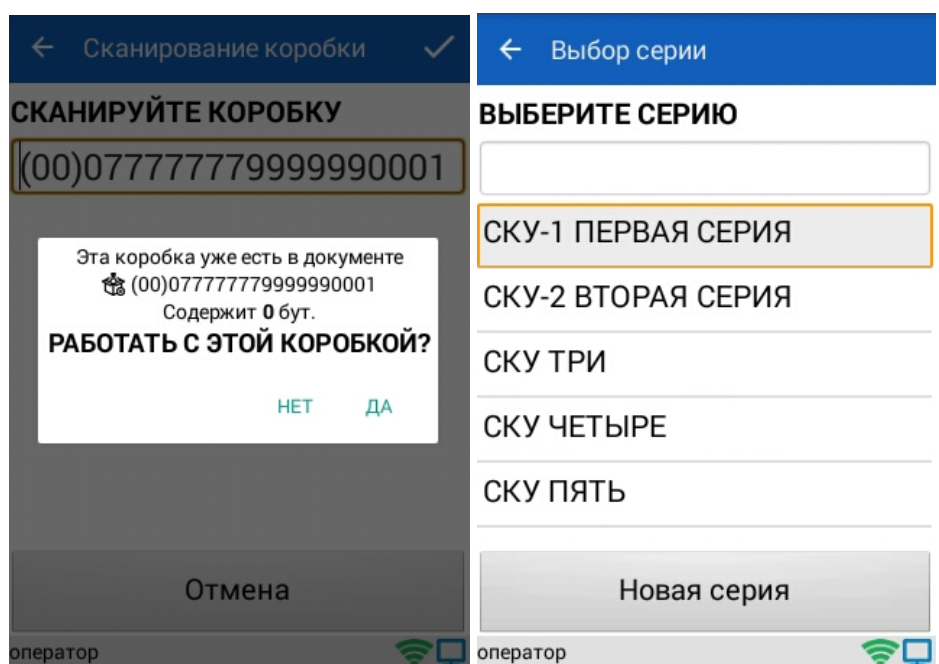 Сканирование коробки
СКАНИРУЙТЕ КОРОБКУ
(00)077777779999990001
Эта коробка уже есть в документе
(00)077777779999990001
Содержит 0 бут.
РАБОТАТЬ С ЭТОЙ КОРОБКОЙ?
НЕТ ДА
Отмена
оператор
Выбор серии
ВЫБЕРИТЕ СЕРИЮ
СКУ-1 ПЕРВАЯ СЕРИЯ
СКУ-2 ВТОРАЯ СЕРИЯ
СКУ ТРИ
СКУ ЧЕТЫРЕ
СКУ ПЯТЬ
Новая серия
оператор